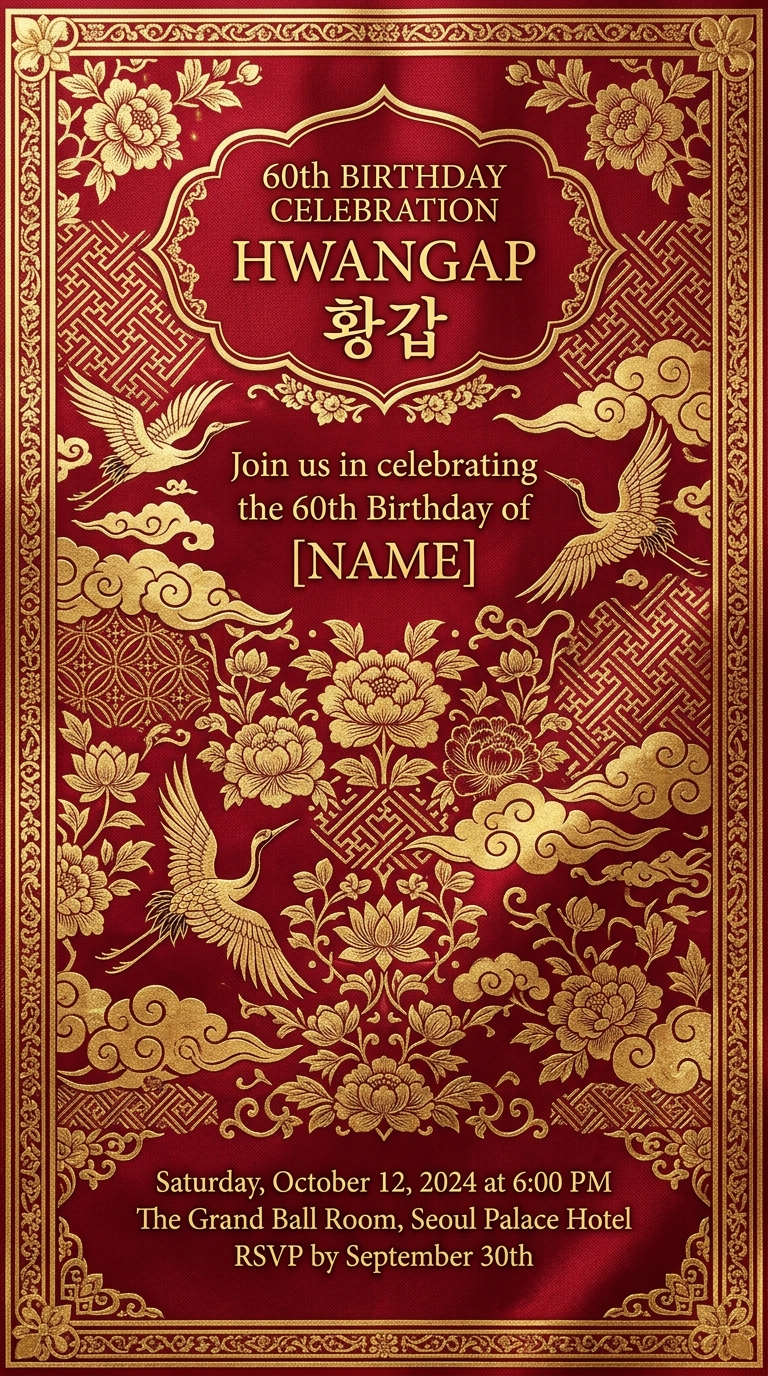 60th BIRTHDAY
CELEBRATION
HWANGAP
황갑
Join us in celebrating
the 60th Birthday of
[NAME]
Saturday, October 12, 2024 at 6:00 PM
The Grand Ball Room, Seoul Palace Hotel
RSVP by September 30th